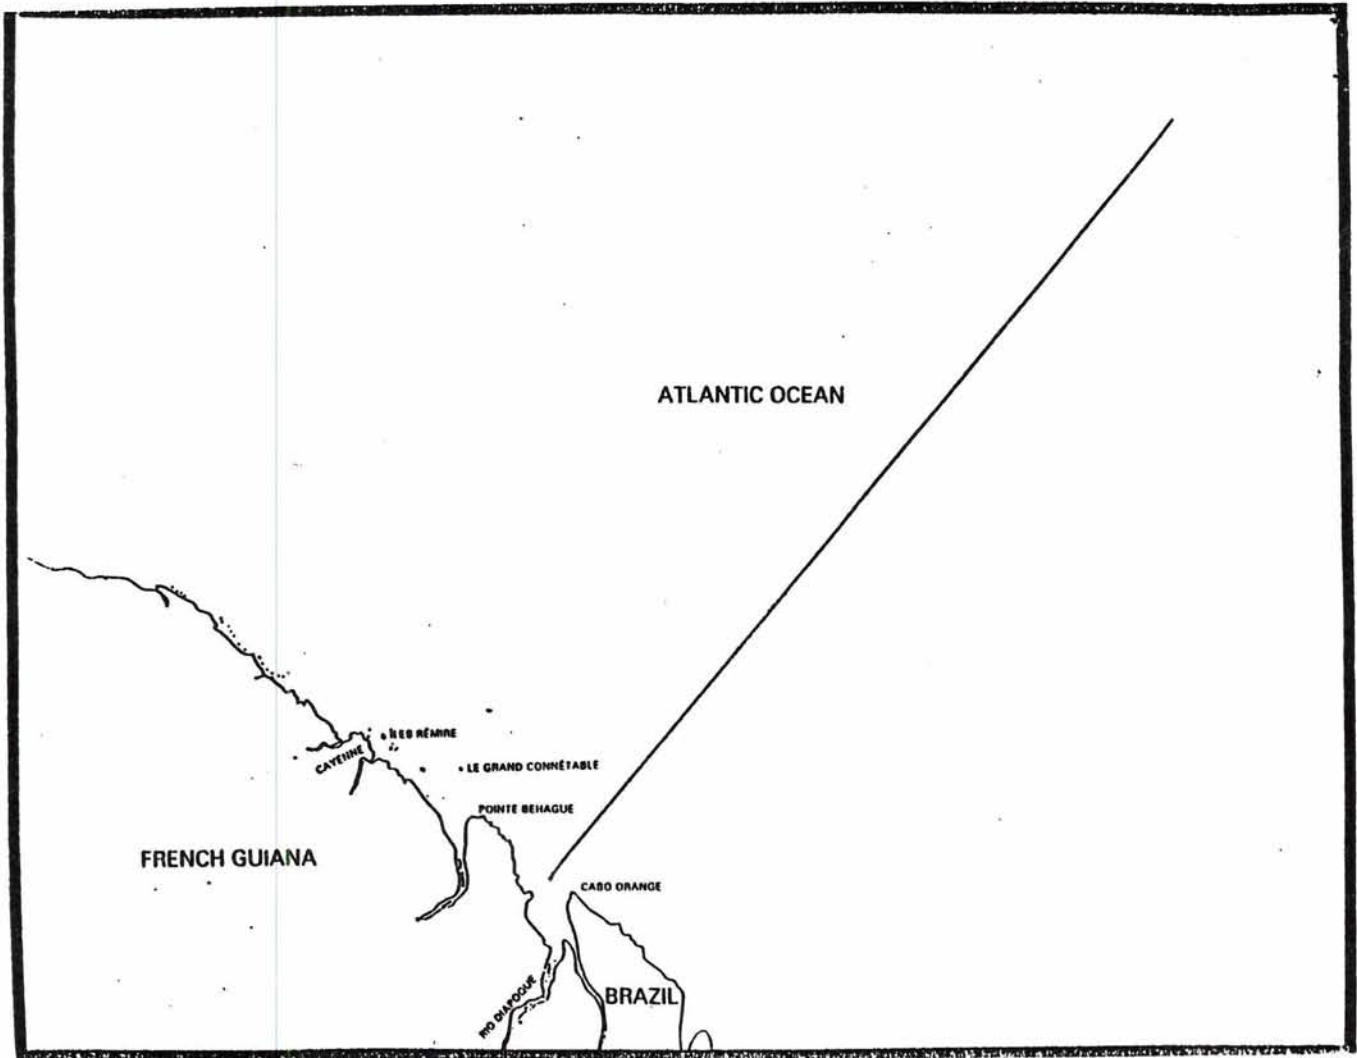 ATLANTIC OCEAN
ÎLES RÉMIRE
CAYENNE
LE GRAND CONNÉTABLE
POINTE BEHAGUE
FRENCH GUIANA
CABO ORANGE
RIO OIAPOQUE
BRAZIL